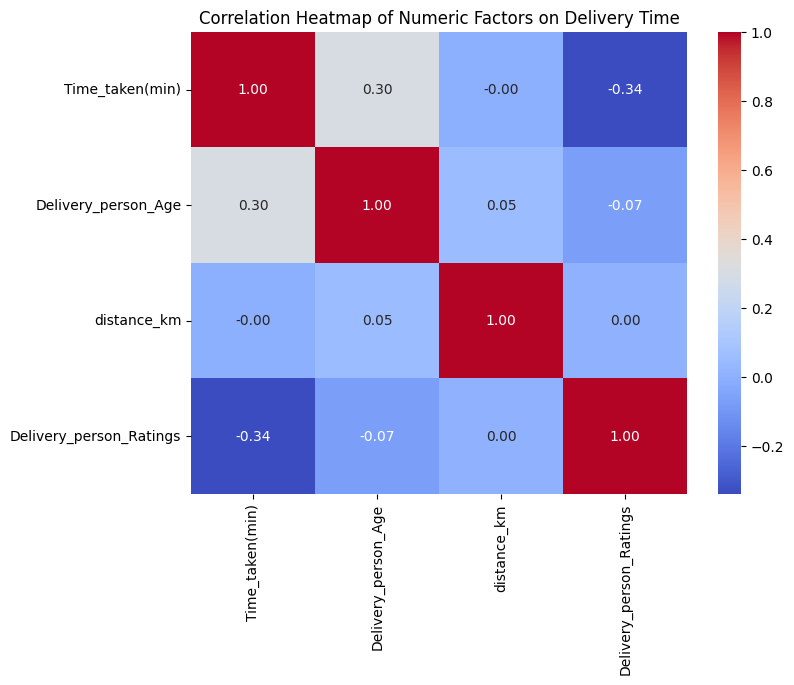 Correlation Heatmap of Numeric Factors on Delivery Time
Time_taken(min)
1.00
0.30
-0.00
-0.34
Delivery_person_Age
0.30
1.00
0.05
-0.07
distance_km
-0.00
0.05
1.00
0.00
Delivery_person_Ratings
-0.34
-0.07
0.00
1.00
Time_taken(min)
Delivery_person_Age
distance_km
Delivery_person_Ratings
1.0
0.8
0.6
0.4
0.2
0.0
−0.2